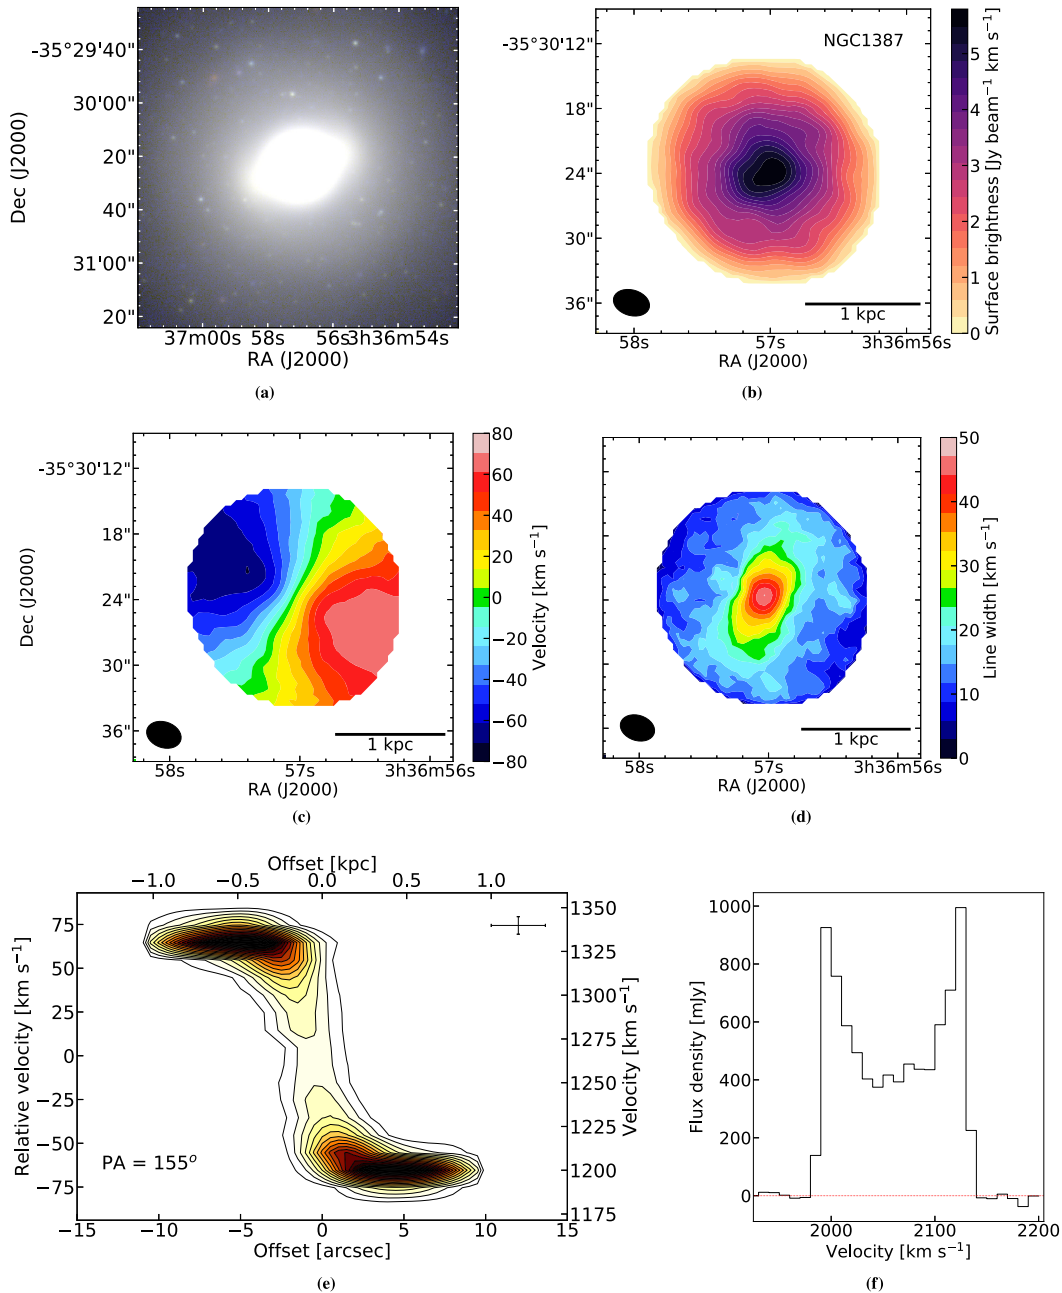 -35°29'40"
30'00"
20"
40"
31'00"
20"
Dec (J2000)
37m00s 58s 56s 3h36m54s
RA (J2000)
(a)
NGC1387
-35°30'12"
18"
24"
30"
36"
1 kpc
58s 57s 3h36m56s
RA (J2000)
5
4
3
2
1
0
Surface brightness [Jy beam⁻¹ km s⁻¹]
(b)
-35°30'12"
18"
24"
30"
36"
Dec (J2000)
1 kpc
58s 57s 3h36m56s
RA (J2000)
80
60
40
20
0
−20
−40
−60
−80
Velocity [km s⁻¹]
(c)
1 kpc
58s 57s 3h36m56s
RA (J2000)
50
40
30
20
10
0
Line width [km s⁻¹]
(d)
Offset [kpc]
−1.0 −0.5 0.0 0.5 1.0
75
50
25
0
−25
−50
−75
Relative velocity [km s⁻¹]
1350
1325
1300
1275
1250
1225
1200
1175
Velocity [km s⁻¹]
PA = 155°
−15 −10 −5 0 5 10 15
Offset [arcsec]
(e)
1000
800
600
400
200
0
Flux density [mJy]
2000 2100 2200
Velocity [km s⁻¹]
(f)